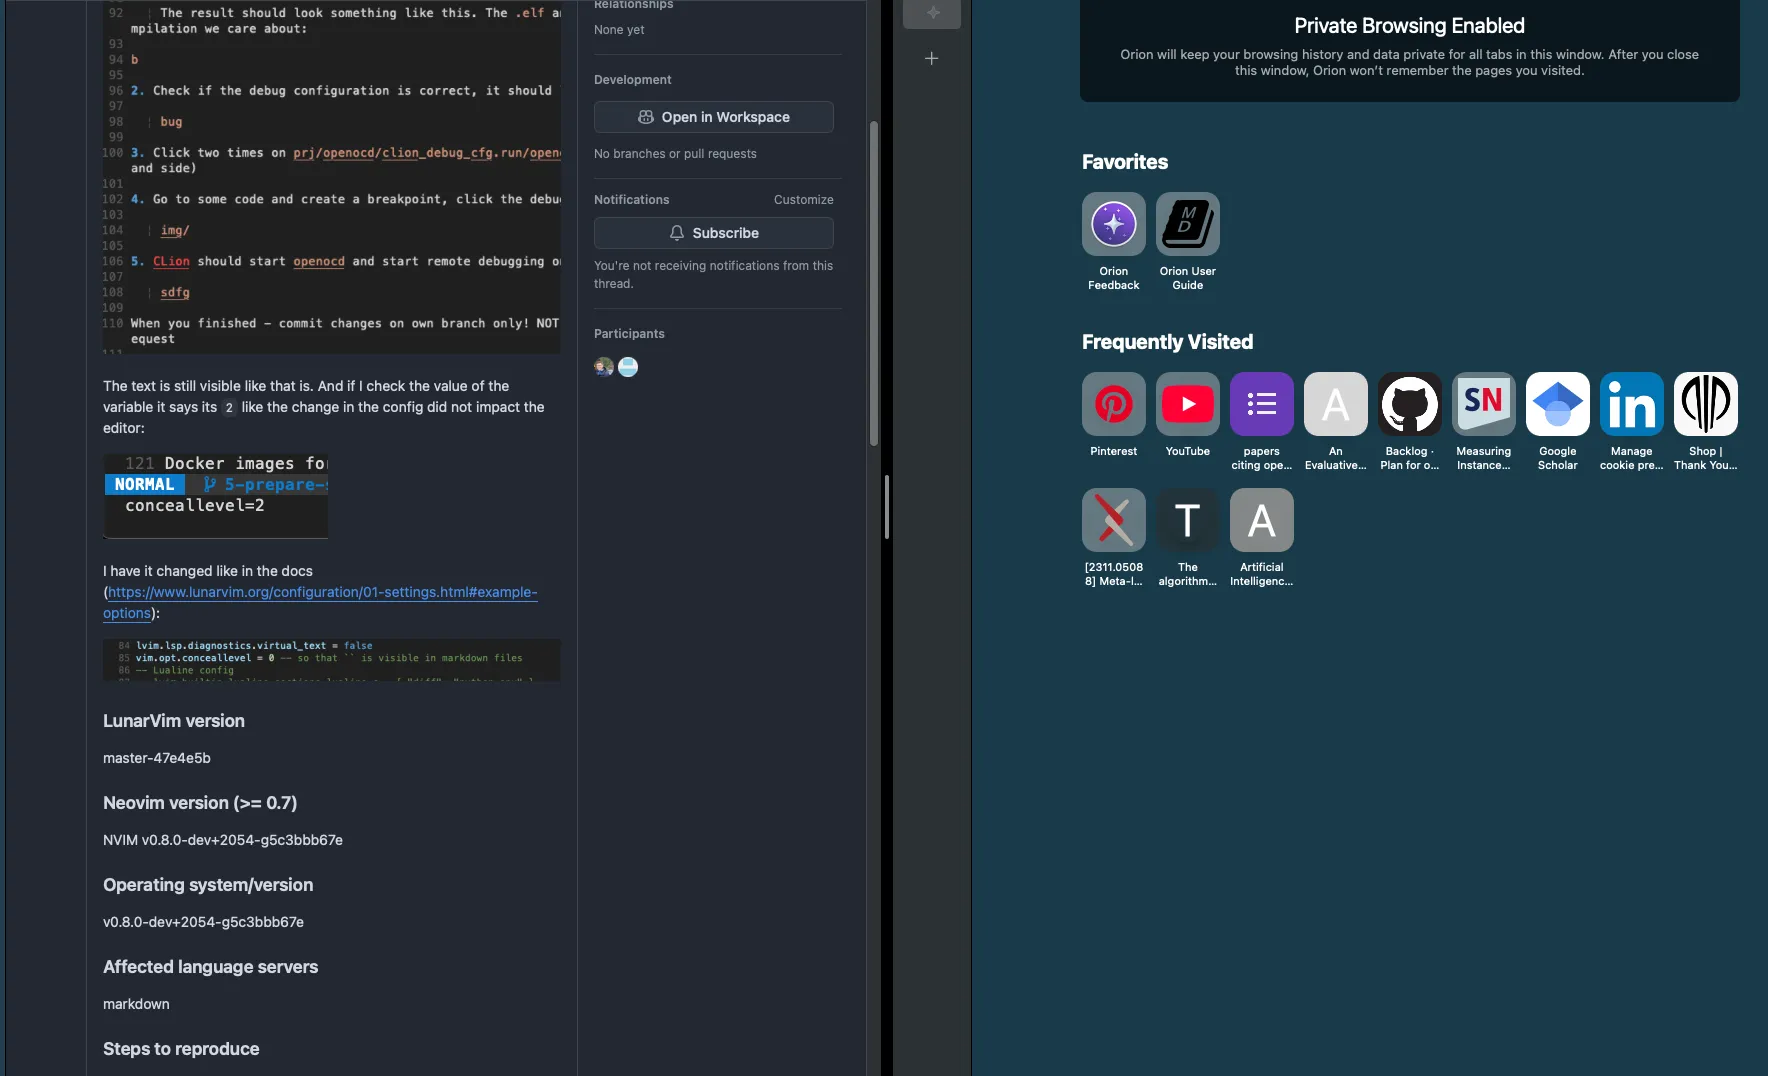 92 The result should look something like this. The .elf a
mpilation we care about:
93
94 b
95
96 2. Check if the debug configuration is correct, it should
97
98 bug
99
100 3. Click two times on prj/openocd/clion_debug_cfg.run/open
and side)
101
102 4. Go to some code and create a breakpoint, click the debu
103
104 img/
105
106 5. CLion should start openocd and start remote debugging o
107
108 sdfg
109
110 When you finished – commit changes on own branch only! NOT
equest
111
The text is still visible like that is. And if I check the value of the
variable it says its 2 like the change in the config did not impact the
editor:
121 Docker images for
NORMAL 5-prepare-s
conceallevel=2
I have it changed like in the docs
(https://www.lunarvim.org/configuration/01-settings.html#example-
options):
84 lvim.lsp.diagnostics.virtual_text = false
85 vim.opt.conceallevel = 0 -- so that `` is visible in markdown files
86 -- Lualine config
LunarVim version
master-47e4e5b
Neovim version (>= 0.7)
NVIM v0.8.0-dev+2054-g5c3bbb67e
Operating system/version
v0.8.0-dev+2054-g5c3bbb67e
Affected language servers
markdown
Steps to reproduce
Relationships
None yet
Development
Open in Workspace
No branches or pull requests
Notifications Customize
Subscribe
You're not receiving notifications from this
thread.
Participants
Private Browsing Enabled
Orion will keep your browsing history and data private for all tabs in this window. After you close
this window, Orion won't remember the pages you visited.
Favorites
M
D
Orion
Feedback
Orion User
Guide
Frequently Visited
A
SN
in
Pinterest
YouTube
papers
citing ope...
An
Evaluative...
Backlog ·
Plan for o...
Measuring
Instance...
Google
Scholar
Manage
cookie pre...
Shop |
Thank You...
T
A
[2311.0508
8] Meta-l...
The
algorithm...
Artificial
Intelligenc...